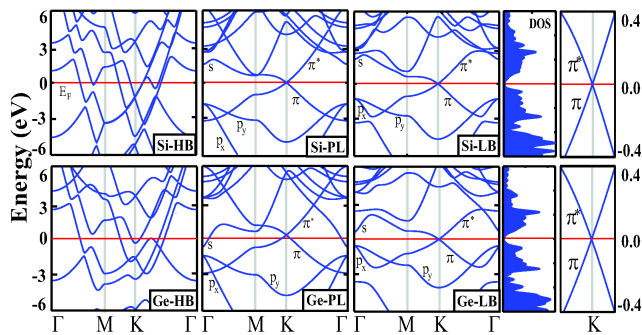 Energy (eV)
6
3
0
-3
-6
E_F
Si-HB
s
π*
π
p_y
p_x
Si-PL
s
π*
π
p_x
p_y
Si-LB
DOS
π*
π
0.4
0.0
-0.4
6
3
0
-3
-6
Ge-HB
s
π*
π
p_x
p_y
Ge-PL
s
π*
π
p_x
p_y
Ge-LB
π*
π
0.4
0.0
-0.4
Γ M K Γ
M K Γ
Γ M K Γ
K